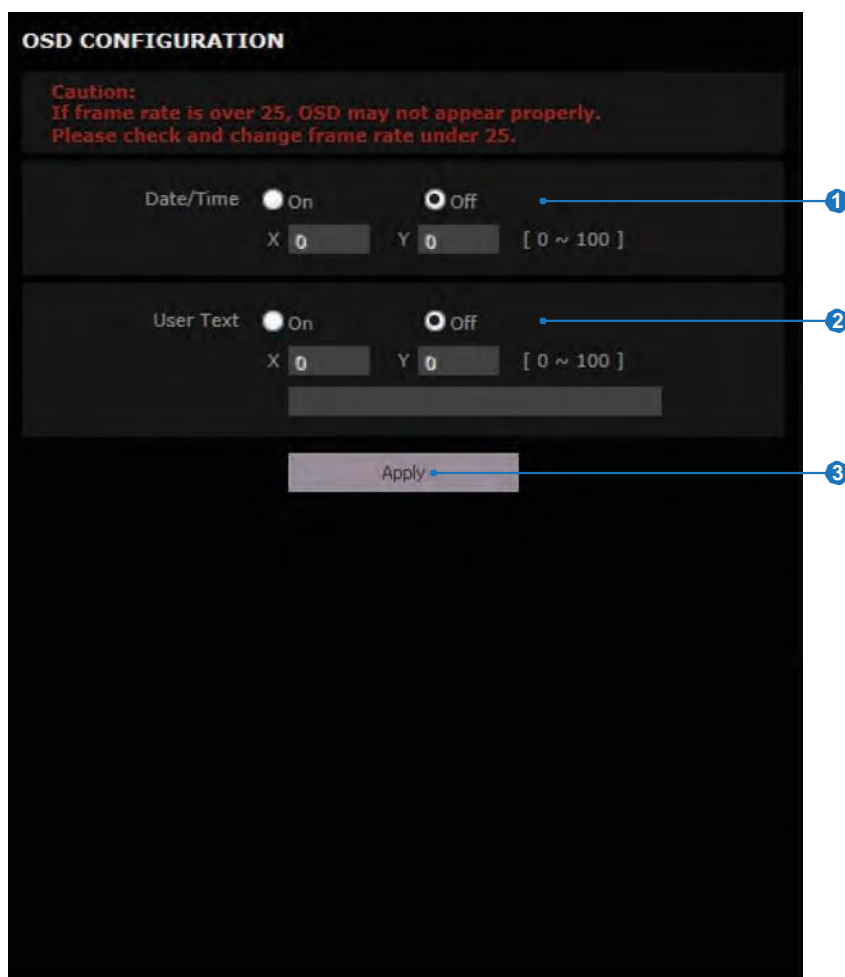 OSD CONFIGURATION
Caution:
If frame rate is over 25, OSD may not appear properly.
Please check and change frame rate under 25.
Date/Time On Off 1
X 0 Y 0 [ 0 ~ 100 ]
User Text On Off 2
X 0 Y 0 [ 0 ~ 100 ]
Apply 3